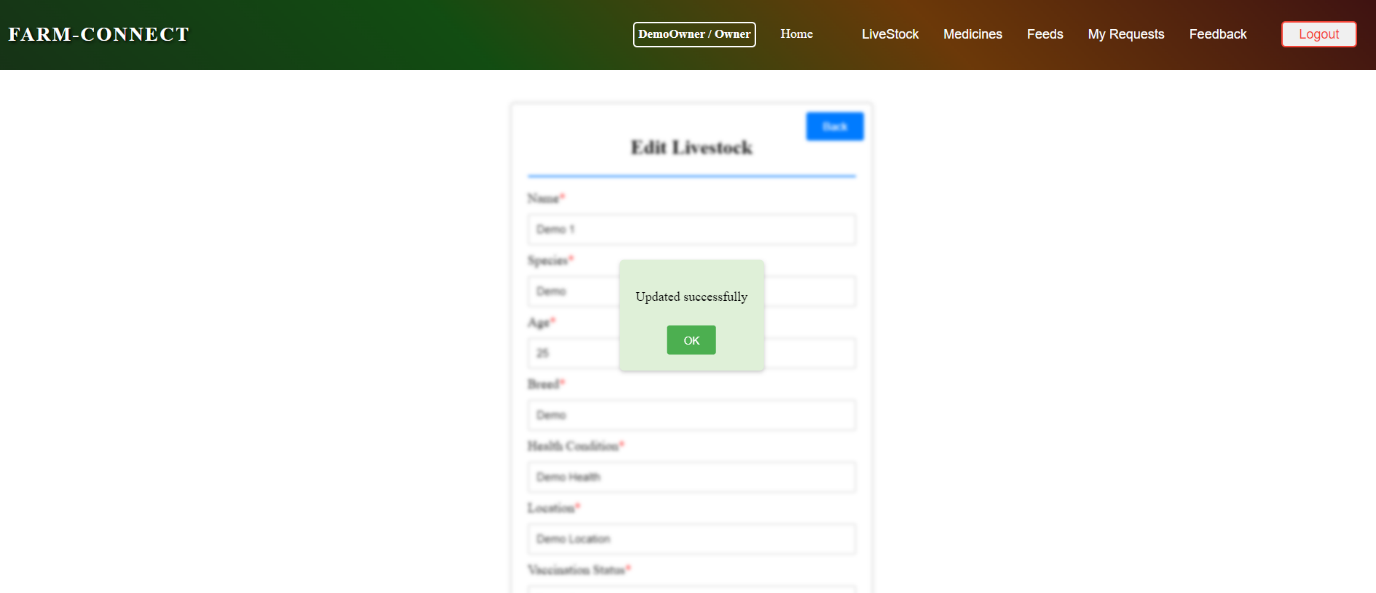 FARM-CONNECT
DemoOwner / Owner Home LiveStock Medicines Feeds My Requests Feedback Logout
Back
Edit Livestock
Name*
Demo 1
Species*
Demo
Updated successfully
Age*
OK
25
Breed*
Demo
Health Condition*
Demo Health
Location*
Demo Location
Vaccination Status*